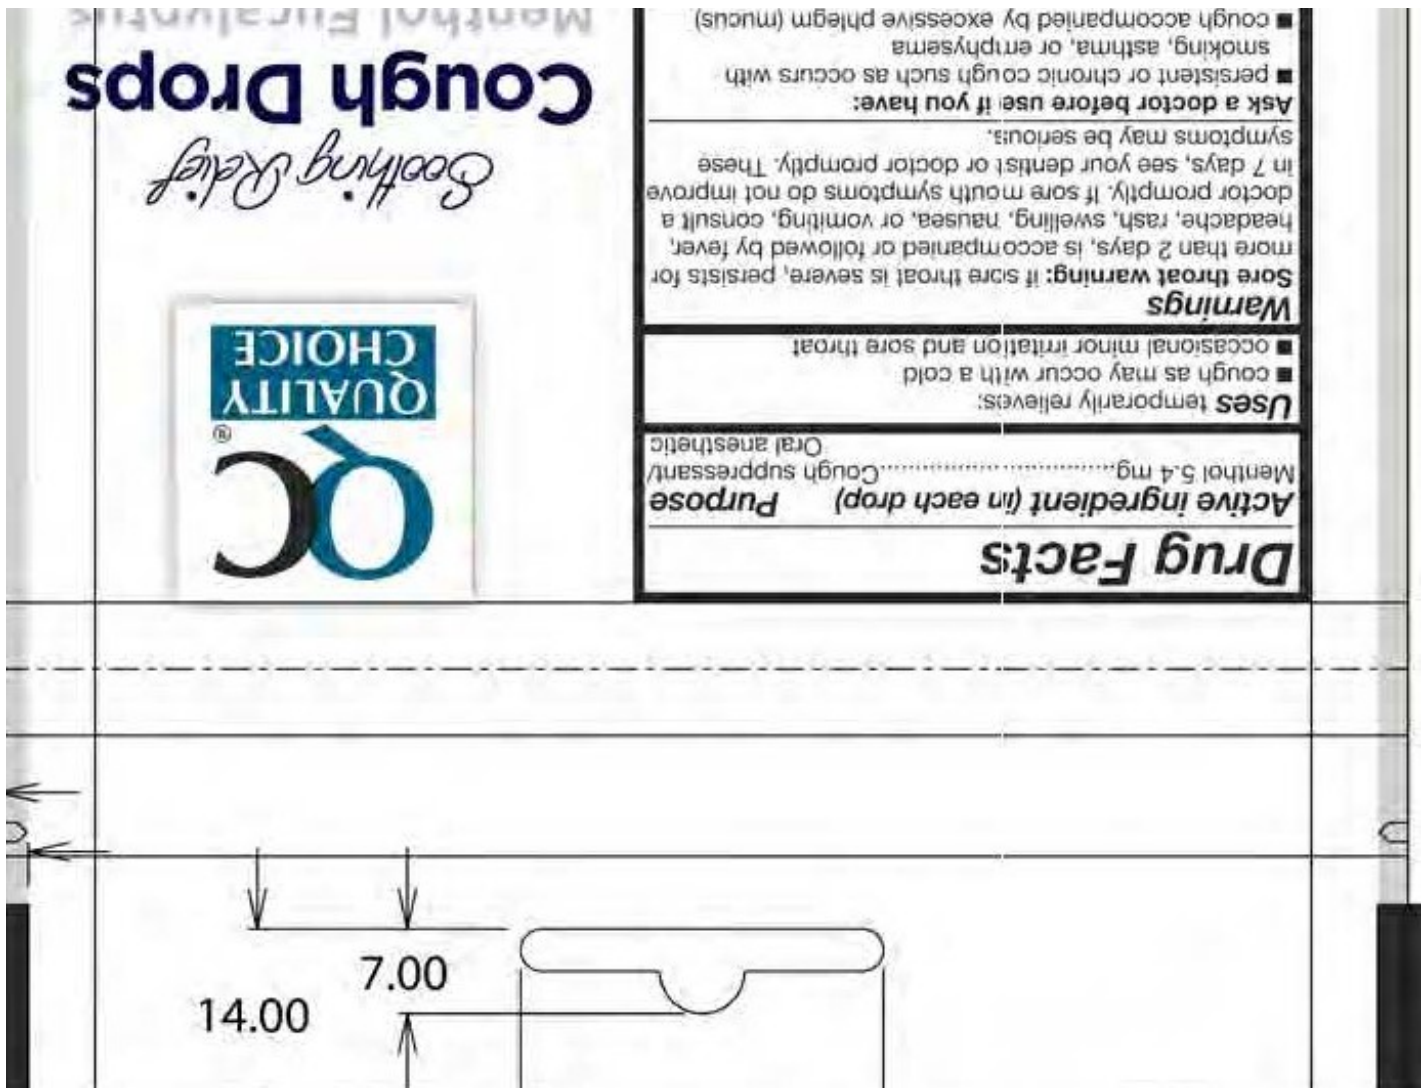 Drug Facts
Active ingredient (in each drop) Purpose
Menthol 5.4 mg..................................Cough suppressant/
Oral anesthetic
Uses temporarily relieves:
■ cough as may occur with a cold
■ occasional minor irritation and sore throat
Warnings
Sore throat warning: if sore throat is severe, persists for
more than 2 days, is accompanied or followed by fever,
headache, rash, swelling, nausea, or vomiting, consult a
doctor promptly. If sore mouth symptoms do not improve
in 7 days, see your dentist or doctor promptly. These
symptoms may be serious.
Ask a doctor before use if you have:
■ persistent or chronic cough such as occurs with
smoking, asthma, or emphysema
■ cough accompanied by excessive phlegm (mucus)
QC®
QUALITY
CHOICE
Soothing Relief
Cough Drops
Menthol Eucalyptus
7.00
14.00